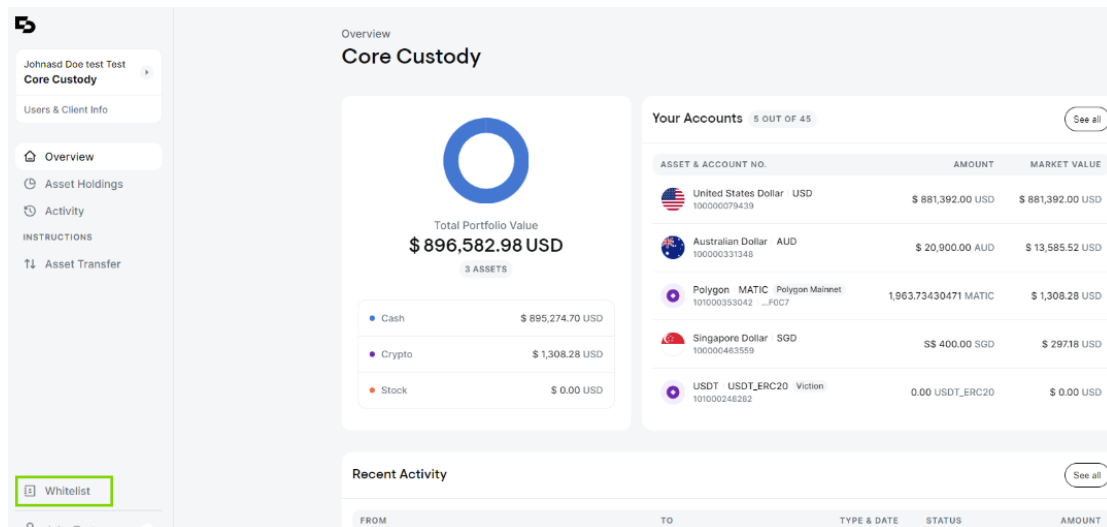 Johnasd Doe test Test
Core Custody
Users & Client Info
Overview
Asset Holdings
Activity
INSTRUCTIONS
Asset Transfer
Whitelist
Overview
Core Custody
Total Portfolio Value
$ 896,582.98 USD
3 ASSETS
Cash $ 895,274.70 USD
Crypto $ 1,308.28 USD
Stock $ 0.00 USD
Your Accounts 5 OUT OF 45 See all
ASSET & ACCOUNT NO. AMOUNT MARKET VALUE
United States Dollar USD $ 881,392.00 USD $ 881,392.00 USD
100000079439
Australian Dollar AUD $ 20,900.00 AUD $ 13,585.52 USD
100000331348
Polygon MATIC Polygon Mainnet 1,963.73430471 MATIC $ 1,308.28 USD
101000353042 ...F0C7
Singapore Dollar SGD S$ 400.00 SGD $ 297.18 USD
100000463559
USDT USDT_ERC20 Viction 0.00 USDT_ERC20 $ 0.00 USD
101000248282
Recent Activity See all
FROM TO TYPE & DATE STATUS AMOUNT